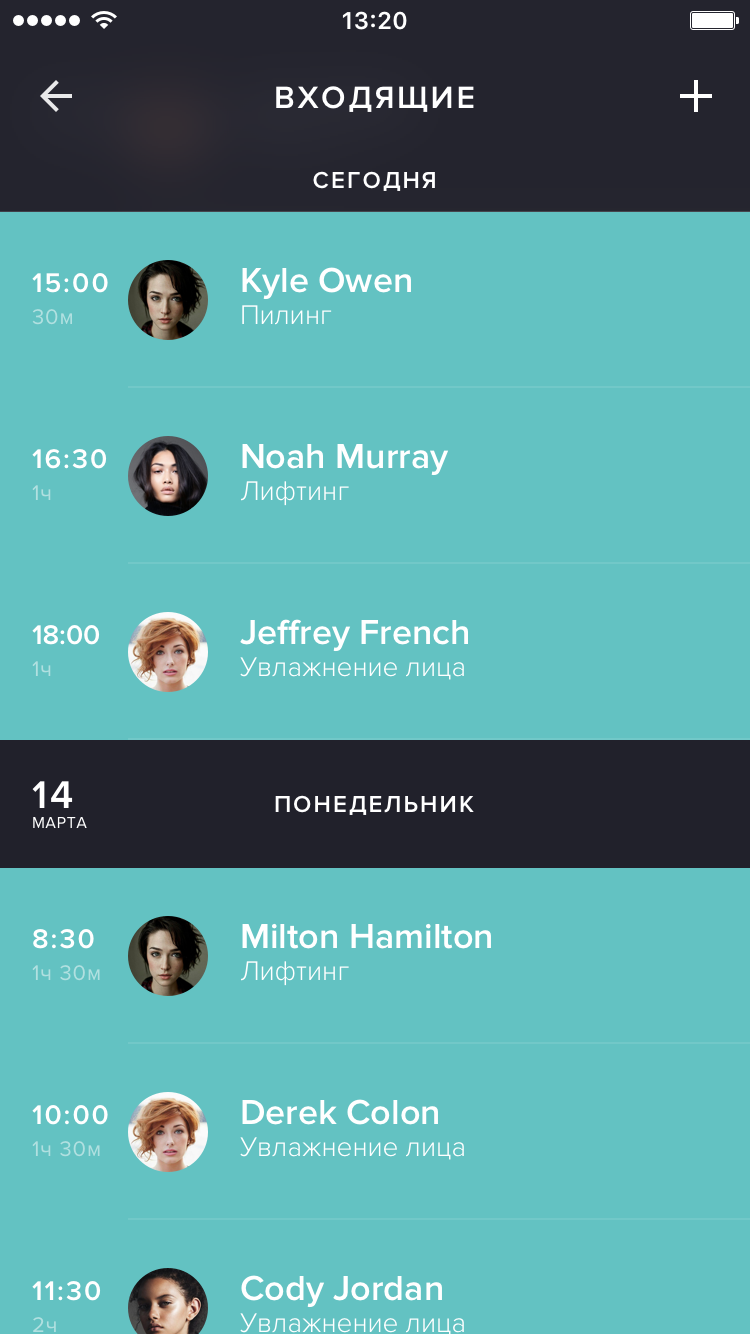 13:20
ВХОДЯЩИЕ
СЕГОДНЯ
15:00 Kyle Owen
30м Пилинг
16:30 Noah Murray
1ч Лифтинг
18:00 Jeffrey French
1ч Увлажнение лица
14 МАРТА ПОНЕДЕЛЬНИК
8:30 Milton Hamilton
1ч 30м Лифтинг
10:00 Derek Colon
1ч 30м Увлажнение лица
11:30 Cody Jordan
2ч Увлажнение лица